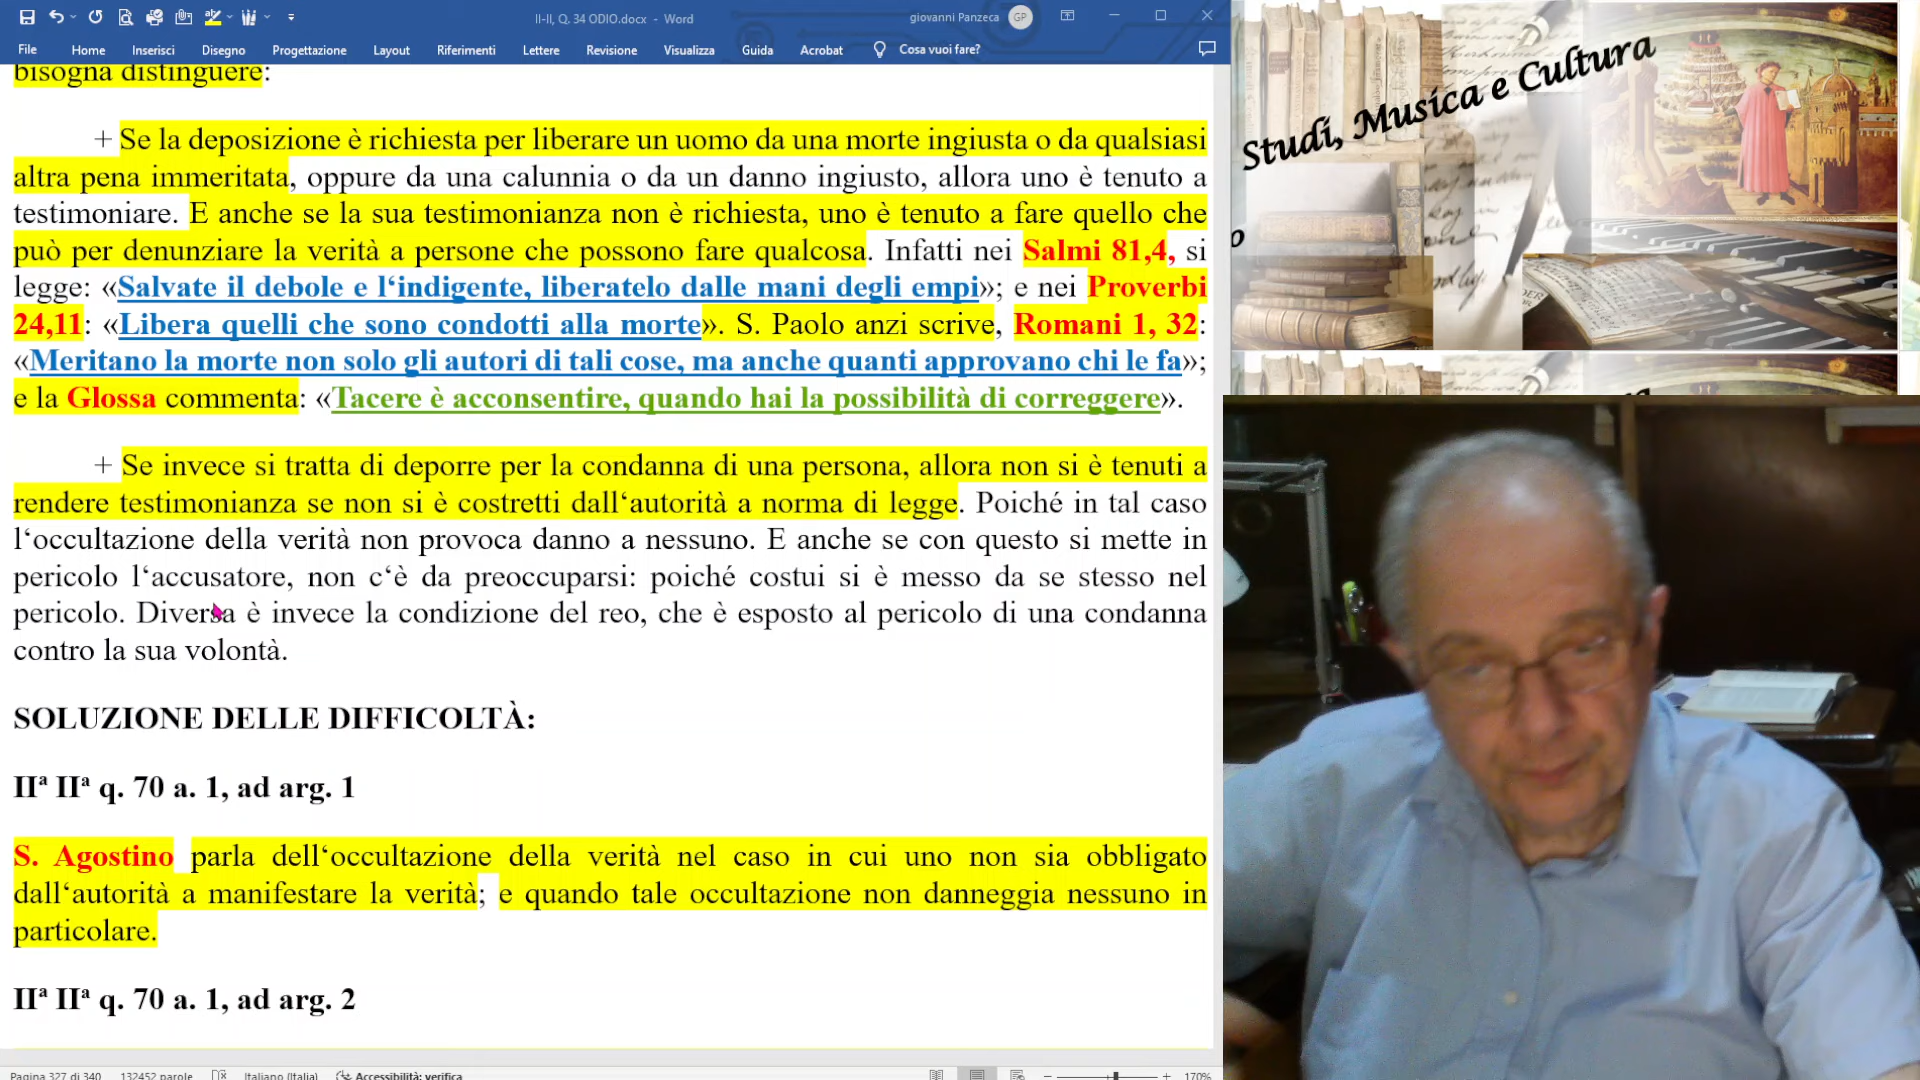 II-II, Q. 34 ODIO.docx - Word
giovanni Panzeca
GP
File Home Inserisci Disegno Progettazione Layout Riferimenti Lettere Revisione Visualizza Guida Acrobat Cosa vuoi fare?
bisogna distinguere:
+ Se la deposizione è richiesta per liberare un uomo da una morte ingiusta o da qualsiasi
altra pena immeritata, oppure da una calunnia o da un danno ingiusto, allora uno è tenuto a
testimoniare. E anche se la sua testimonianza non è richiesta, uno è tenuto a fare quello che
può per denunziare la verità a persone che possono fare qualcosa. Infatti nei Salmi 81,4, si
legge: «Salvate il debole e l‘indigente, liberatelo dalle mani degli empi»; e nei Proverbi
24,11: «Libera quelli che sono condotti alla morte». S. Paolo anzi scrive, Romani 1, 32:
«Meritano la morte non solo gli autori di tali cose, ma anche quanti approvano chi le fa»;
e la Glossa commenta: «Tacere è acconsentire, quando hai la possibilità di correggere».
+ Se invece si tratta di deporre per la condanna di una persona, allora non si è tenuti a
rendere testimonianza se non si è costretti dall‘autorità a norma di legge. Poiché in tal caso
l‘occultazione della verità non provoca danno a nessuno. E anche se con questo si mette in
pericolo l‘accusatore, non c‘è da preoccuparsi: poiché costui si è messo da se stesso nel
pericolo. Diversa è invece la condizione del reo, che è esposto al pericolo di una condanna
contro la sua volontà.
SOLUZIONE DELLE DIFFICOLTÀ:
IIª IIª q. 70 a. 1, ad arg. 1
S. Agostino parla dell‘occultazione della verità nel caso in cui uno non sia obbligato
dall‘autorità a manifestare la verità; e quando tale occultazione non danneggia nessuno in
particolare.
IIª IIª q. 70 a. 1, ad arg. 2
Pagina 327 di 340 132452 parole Italiano (Italia) Accessibilità: verifica 170%
Studi, Musica e Cultura